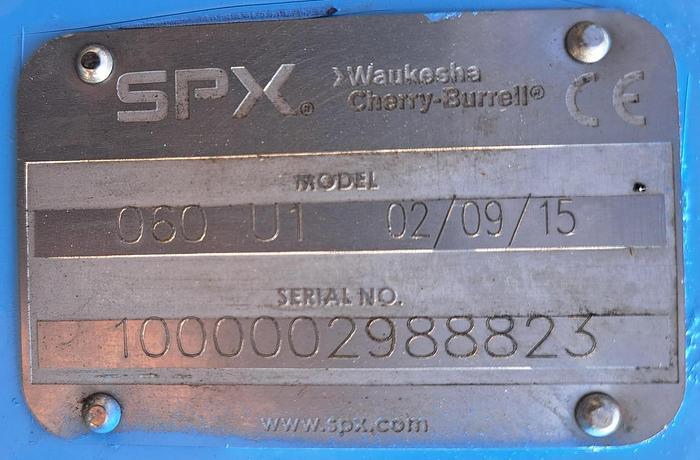 SPX® Waukesha
Cherry-Burrell® CE
MODEL
060 U1 02/09/15
SERIAL NO.
1000002988823
www.spx.com